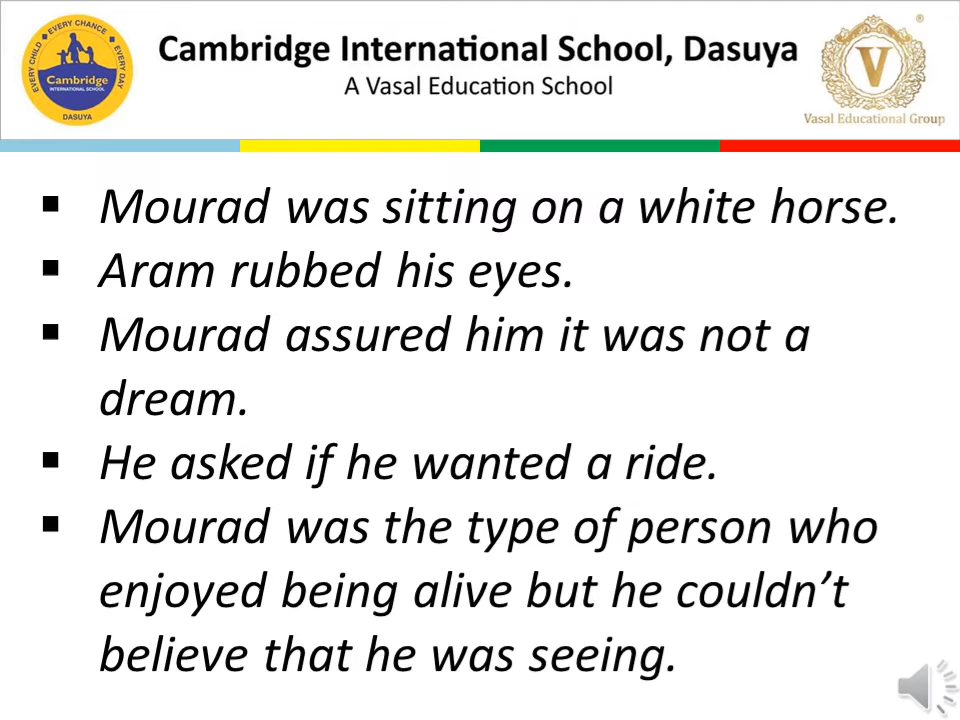 EVERY CHILD • EVERY CHANCE • EVERY DAY
Cambridge
INTERNATIONAL SCHOOL
DASUYA
Cambridge International School, Dasuya
A Vasal Education School
V
®
Vasal Educational Group
▪ Mourad was sitting on a white horse.
▪ Aram rubbed his eyes.
▪ Mourad assured him it was not a
dream.
▪ He asked if he wanted a ride.
▪ Mourad was the type of person who
enjoyed being alive but he couldn’t
believe that he was seeing.